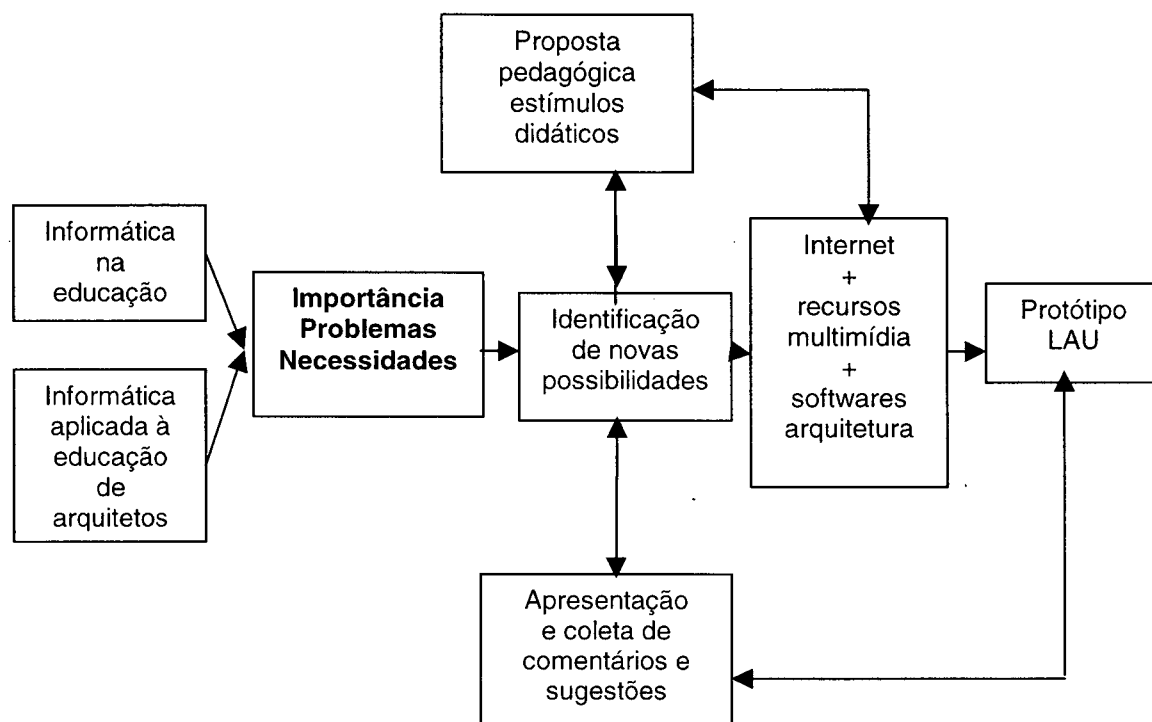 Proposta
pedagógica
estímulos
didáticos
Informática
na
educação
Informática
aplicada à
educação
de
arquitetos
Importância
Problemas
Necessidades
Identificação
de novas
possibilidades
Internet
+
recursos
multimídia
+
softwares
arquitetura
Protótipo
LAU
Apresentação
e coleta de
comentários e
sugestões